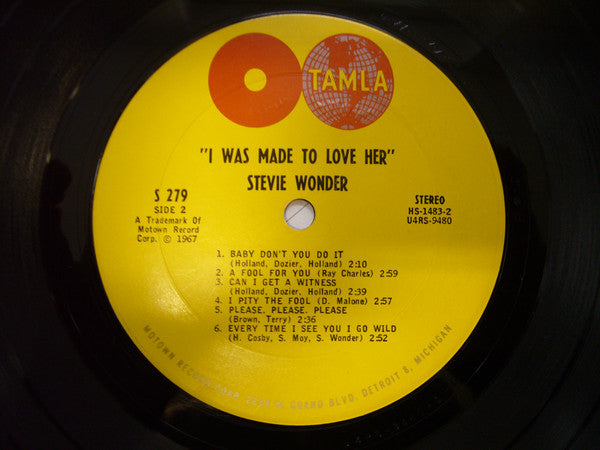 TAMLA
"I WAS MADE TO LOVE HER"
STEVIE WONDER
S 279
SIDE 2
A Trademark Of
Motown Record
Corp. © 1967
STEREO
HS-1483-2
U4RS-9480
1. BABY DON'T YOU DO IT
(Holland, Dozier, Holland) 2:10
2. A FOOL FOR YOU (Ray Charles) 2:59
3. CAN I GET A WITNESS
(Holland, Dozier, Holland) 2:39
4. I PITY THE FOOL (D. Malone) 2:57
5. PLEASE, PLEASE, PLEASE
(Brown, Terry) 2:36
6. EVERY TIME I SEE YOU I GO WILD
(H. Cosby, S. Moy, S. Wonder) 2:52
MOTOWN RECORD CORP. GRAND BLVD. DETROIT 8, MICHIGAN